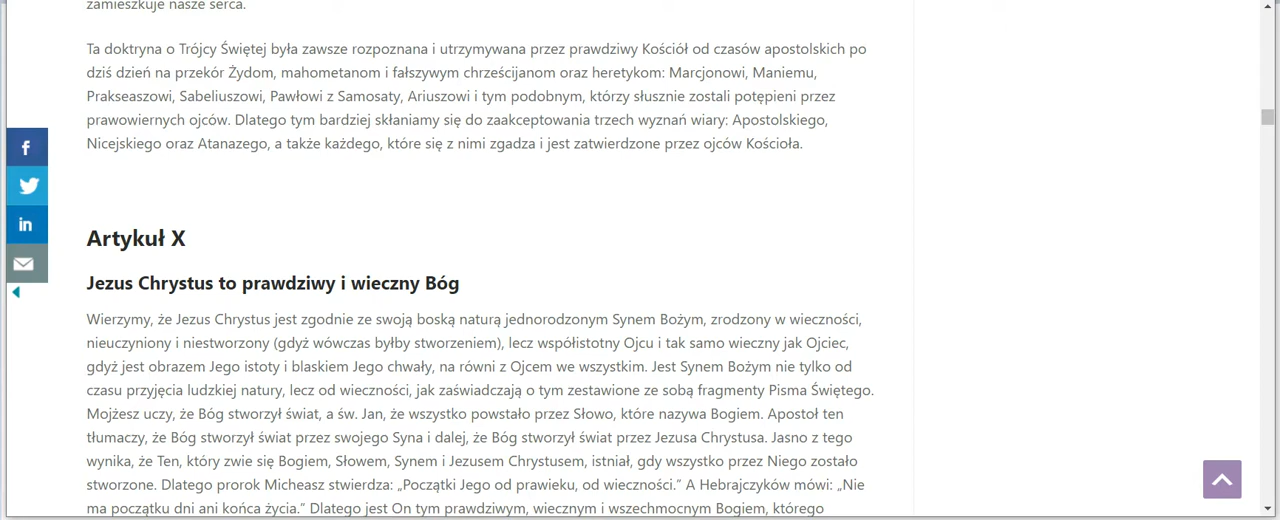 zamieszkuje nasze serca.
Ta doktryna o Trójcy Świętej była zawsze rozpoznana i utrzymywana przez prawdziwy Kościół od czasów apostolskich po
dziś dzień na przekór Żydom, mahometanom i fałszywym chrześcijanom oraz heretykom: Marcjonowi, Maniemu,
Prakseaszowi, Sabeliuszowi, Pawłowi z Samosaty, Ariuszowi i tym podobnym, którzy słusznie zostali potępieni przez
prawowiernych ojców. Dlatego tym bardziej skłaniamy się do zaakceptowania trzech wyznań wiary: Apostolskiego,
Nicejskiego oraz Atanazego, a także każdego, które się z nimi zgadza i jest zatwierdzone przez ojców Kościoła.
Artykuł X
Jezus Chrystus to prawdziwy i wieczny Bóg
Wierzymy, że Jezus Chrystus jest zgodnie ze swoją boską naturą jednorodzonym Synem Bożym, zrodzony w wieczności,
nieuczyniony i niestworzony (gdyż wówczas byłby stworzeniem), lecz współistotny Ojcu i tak samo wieczny jak Ojciec,
gdyż jest obrazem Jego istoty i blaskiem Jego chwały, na równi z Ojcem we wszystkim. Jest Synem Bożym nie tylko od
czasu przyjęcia ludzkiej natury, lecz od wieczności, jak zaświadczają o tym zestawione ze sobą fragmenty Pisma Świętego.
Mojżesz uczy, że Bóg stworzył świat, a św. Jan, że wszystko powstało przez Słowo, które nazywa Bogiem. Apostoł ten
tłumaczy, że Bóg stworzył świat przez swojego Syna i dalej, że Bóg stworzył świat przez Jezusa Chrystusa. Jasno z tego
wynika, że Ten, który zwie się Bogiem, Słowem, Synem i Jezusem Chrystusem, istniał, gdy wszystko przez Niego zostało
stworzone. Dlatego prorok Micheasz stwierdza: „Początki Jego od prawieku, od wieczności.” A Hebrajczyków mówi: „Nie
ma początku dni ani końca życia.” Dlatego jest On tym prawdziwym, wiecznym i wszechmocnym Bogiem, którego